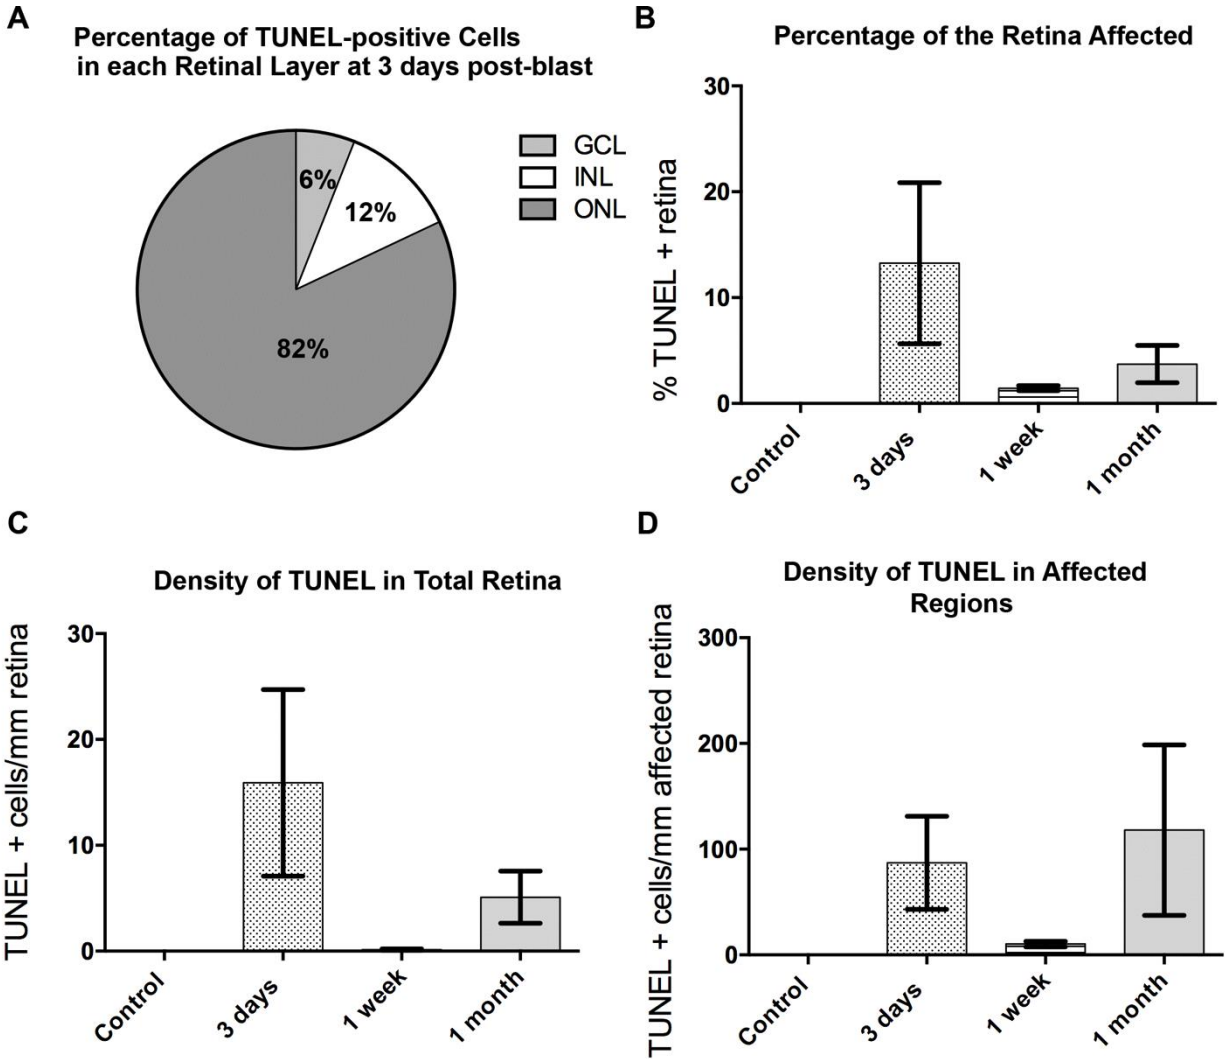 A
Percentage of TUNEL-positive Cells
in each Retinal Layer at 3 days post-blast
6%
12%
82%
GCL
INL
ONL
B
Percentage of the Retina Affected
% TUNEL + retina
30
20
10
0
Control
3 days
1 week
1 month
C
Density of TUNEL in Total Retina
TUNEL + cells/mm retina
30
20
10
0
Control
3 days
1 week
1 month
D
Density of TUNEL in Affected
Regions
TUNEL + cells/mm affected retina
300
200
100
0
Control
3 days
1 week
1 month